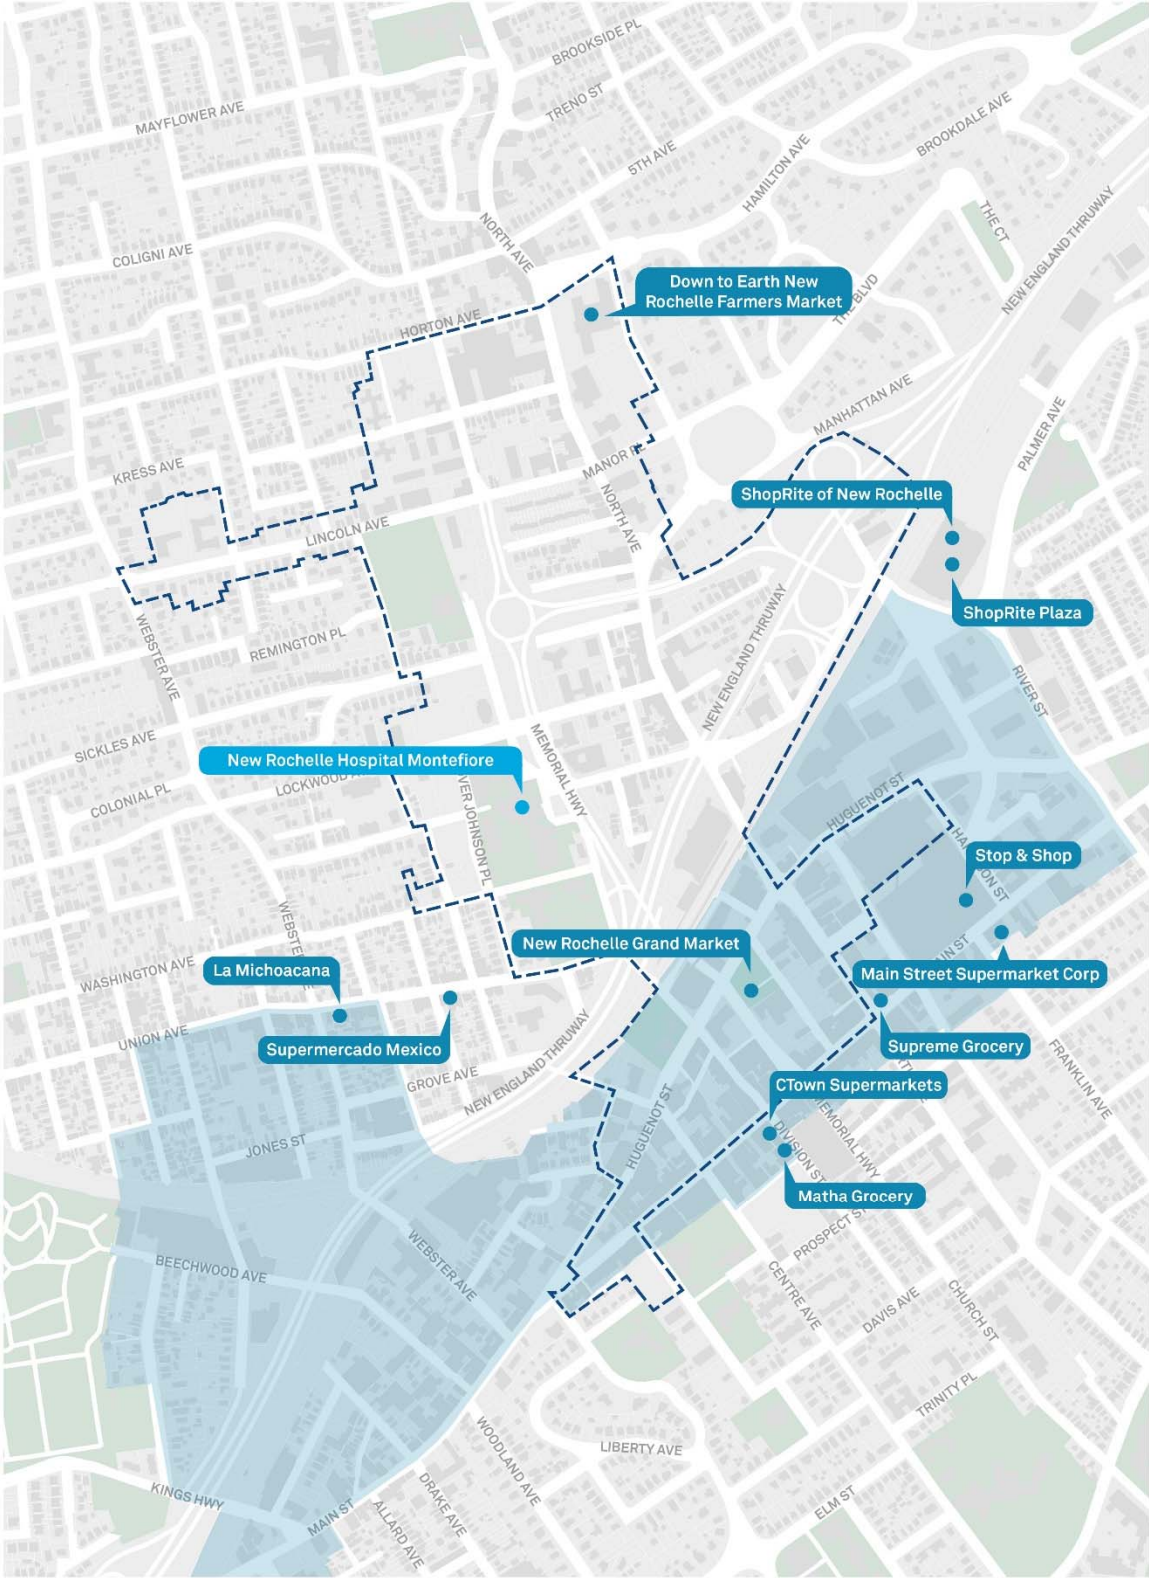 BROOKSIDE PL
TRENO ST
MAYFLOWER AVE
BROOKDALE AVE
5TH AVE
HAMILTON AVE
THE CT
NEW ENGLAND THRUWAY
NORTH AVE
COLIGNI AVE
Down to Earth New
Rochelle Farmers Market
BLVD
HORTON AVE
MANHATTAN AVE
PALMER AVE
KRESS AVE
MANOR
NORTH AVE
ShopRite of New Rochelle
LINCOLN AVE
ShopRite Plaza
NEW ENGLAND THRUWAY
WEBSTER AVE
REMINGTON PL
RIVER ST
SICKLES AVE
MEMORIAL HWY
New Rochelle Hospital Montefiore
LOCKWOOD
COLONIAL PL
VER JOHNSON PL
HUGUENOT ST
Stop & Shop
New Rochelle Grand Market
ST
WASHINGTON AVE
La Michoacana
Main Street Supermarket Corp
UNION AVE
Supermercado Mexico
Supreme Grocery
GROVE AVE
NEW ENGLAND THRUWAY
FRANKLIN AVE
CTown Supermarkets
HUGUENOT ST
MEMORIAL HWY
DIVISION ST
JONES ST
Matha Grocery
PROSPECT S
BEECHWOOD AVE
WEBSTER AVE
CENTRE AVE
DAVIS AVE
CHURCH ST
TRINITY PL
WOODLAND AVE
LIBERTY AVE
KINGS HWY
MAIN ST
DRAKE AVE
ALLARD AVE
ELM ST